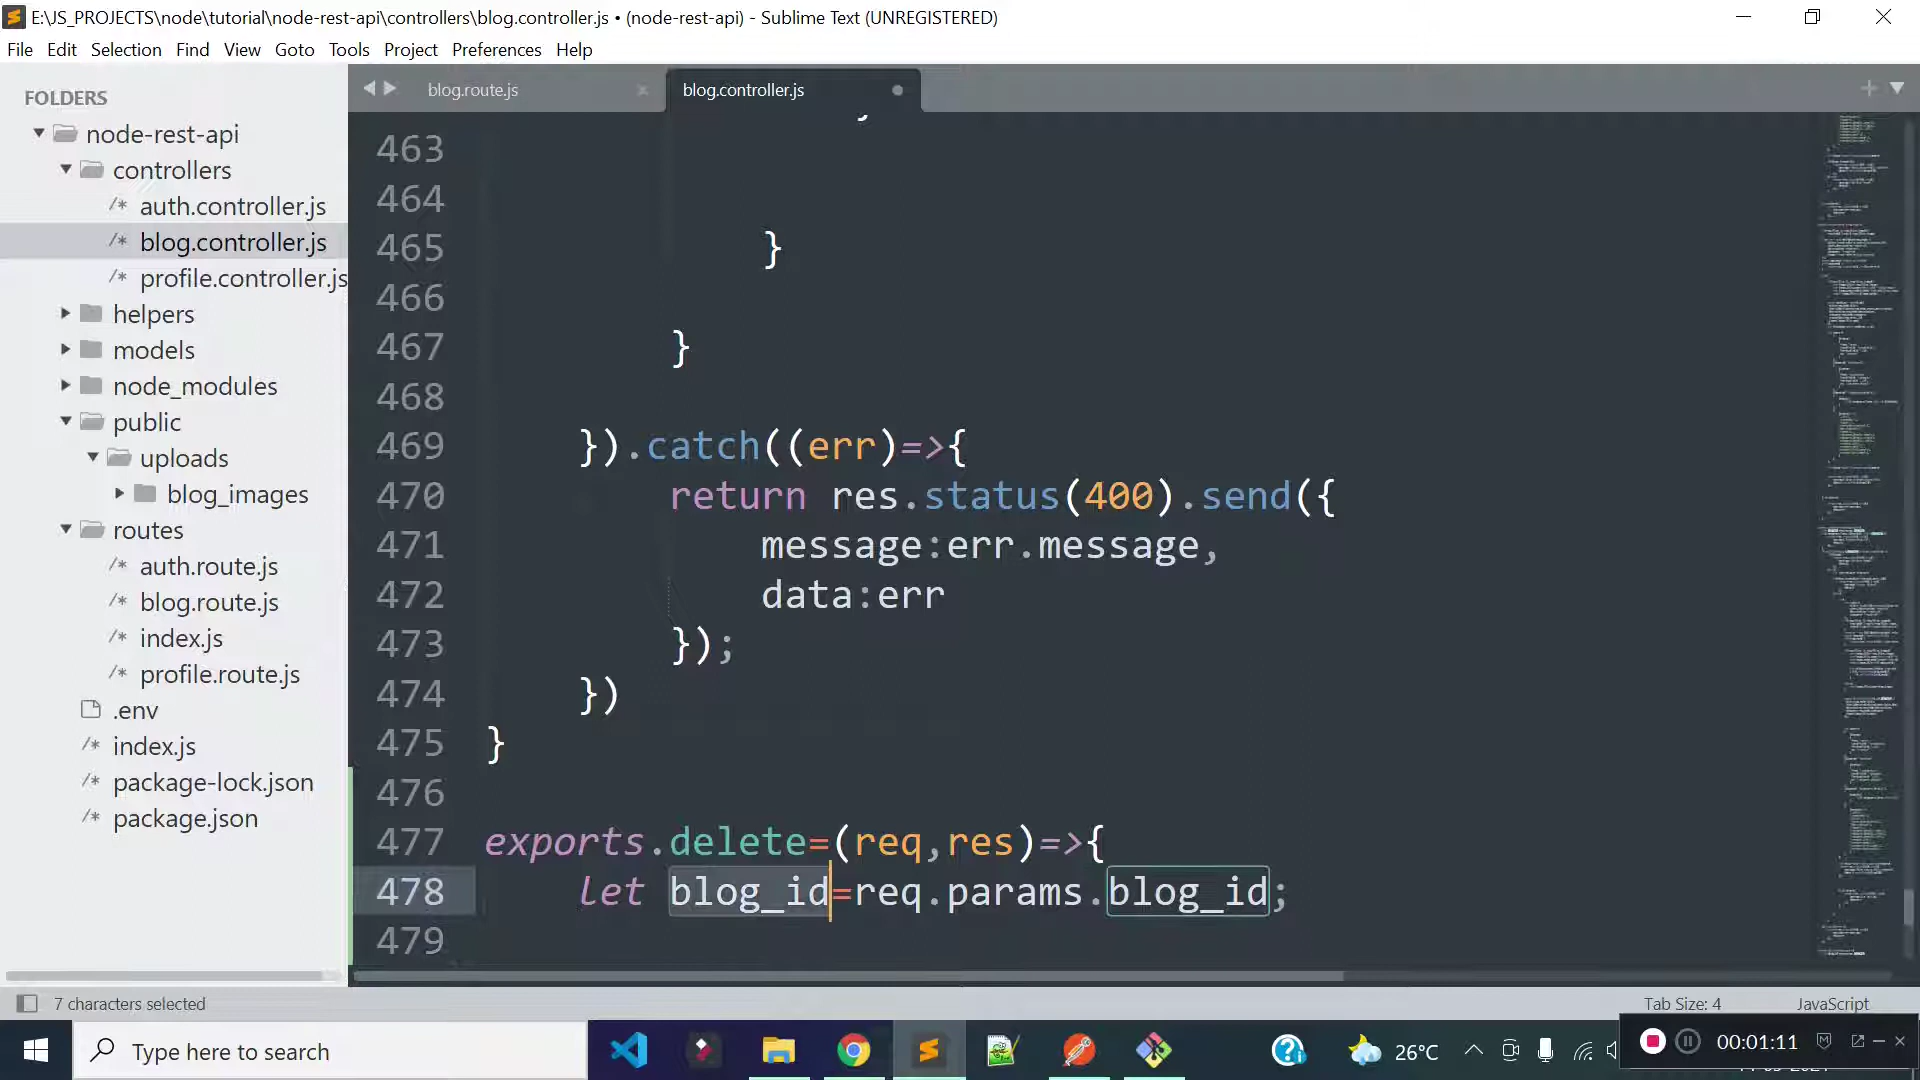 E:\JS_PROJECTS\node\tutorial\node-rest-api\controllers\blog.controller.js • (node-rest-api) - Sublime Text (UNREGISTERED)
File Edit Selection Find View Goto Tools Project Preferences Help
FOLDERS
node-rest-api
controllers
/* auth.controller.js
/* blog.controller.js
/* profile.controller.js
helpers
models
node_modules
public
uploads
blog_images
routes
/* auth.route.js
/* blog.route.js
/* index.js
/* profile.route.js
.env
/* index.js
/* package-lock.json
/* package.json
blog.route.js × blog.controller.js
463
464
465 }
466
467 }
468
469 }).catch((err)=>{
470 return res.status(400).send({
471 message:err.message,
472 data:err
473 });
474 })
475 }
476
477 exports.delete=(req,res)=>{
478 let blog_id=req.params.blog_id;
479
7 characters selected
Tab Size: 4 JavaScript
Type here to search
26°C
00:01:11